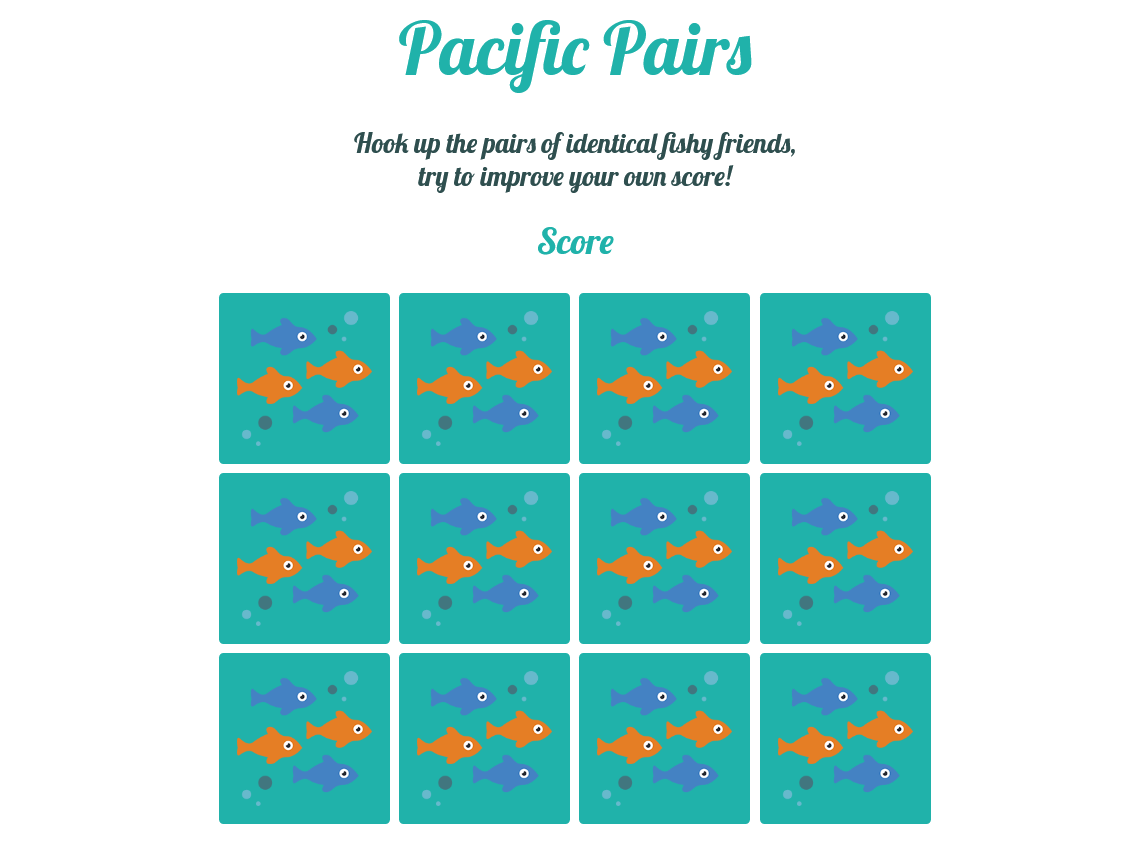 Pacific Pairs
Hook up the pairs of identical fishy friends,
try to improve your own score!
Score